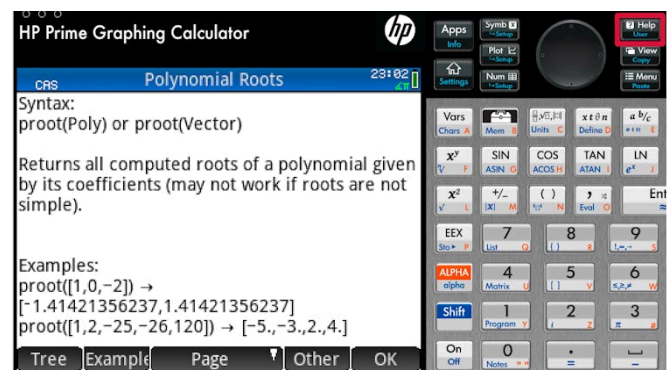 HP Prime Graphing Calculator
hp
CAS
Polynomial Roots
23:02
∡π
Syntax:
proot(Poly) or proot(Vector)
Returns all computed roots of a polynomial given
by its coefficients (may not work if roots are not
simple).
Examples:
proot([1,0,−2]) →
[⁻1.41421356237,1.41421356237]
proot([1,2,−25,−26,120]) → [−5.,−3.,2.,4.]
Tree Example Page Other OK
Apps Symb Help
Info Setup User
Plot View
Setup Copy
Num Menu
Settings Setup Paste
Vars x t θ n a b/c
Chars A Mem B Units C Define D E
xʸ SIN COS TAN LN
F ASIN G ACOS H ATAN I eˣ J
x² +/− ( ) , Ent
√ L |x| M N Eval O ≈
EEX 7 8 9
Sto ▸ P List Q { } R S
ALPHA 4 5 6
alpha Matrix U [ ] V ≤,≥,≠ W
Shift 1 2 3
Program Y i Z π #
On 0 .
Off Notes " " =